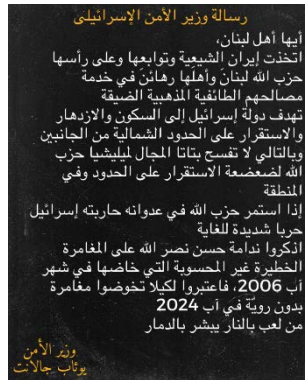 رسالة وزير الأمن الإسرائيلي
أيها أهل لبنان،
اتخذت إيران الشيعية وتوابعها وعلى رأسها
حزب الله لبنان وأهلها رهائن في خدمة
مصالحهم الطائفية المذهبية الضيقة
تهدف دولة إسرائيل إلى السكون والازدهار
والاستقرار على الحدود الشمالية من الجانبين
وبالتالي لا تفسح بتاتا المجال لميليشيا حزب
الله لضعضعة الاستقرار على الحدود وفي
المنطقة
إذا استمر حزب الله في عدوانه حاربته إسرائيل
حربا شديدة للغاية
اذكروا ندامة حسن نصر الله على المغامرة
الخطيرة غير المحسوبة التي خاضها في شهر
آب 2006، فاعتبروا لكيلا تخوضوا مغامرة
بدون رويّة في آب 2024
من لعب بالنار يبشر بالدمار
وزير الأمن
يوئاب جالانت